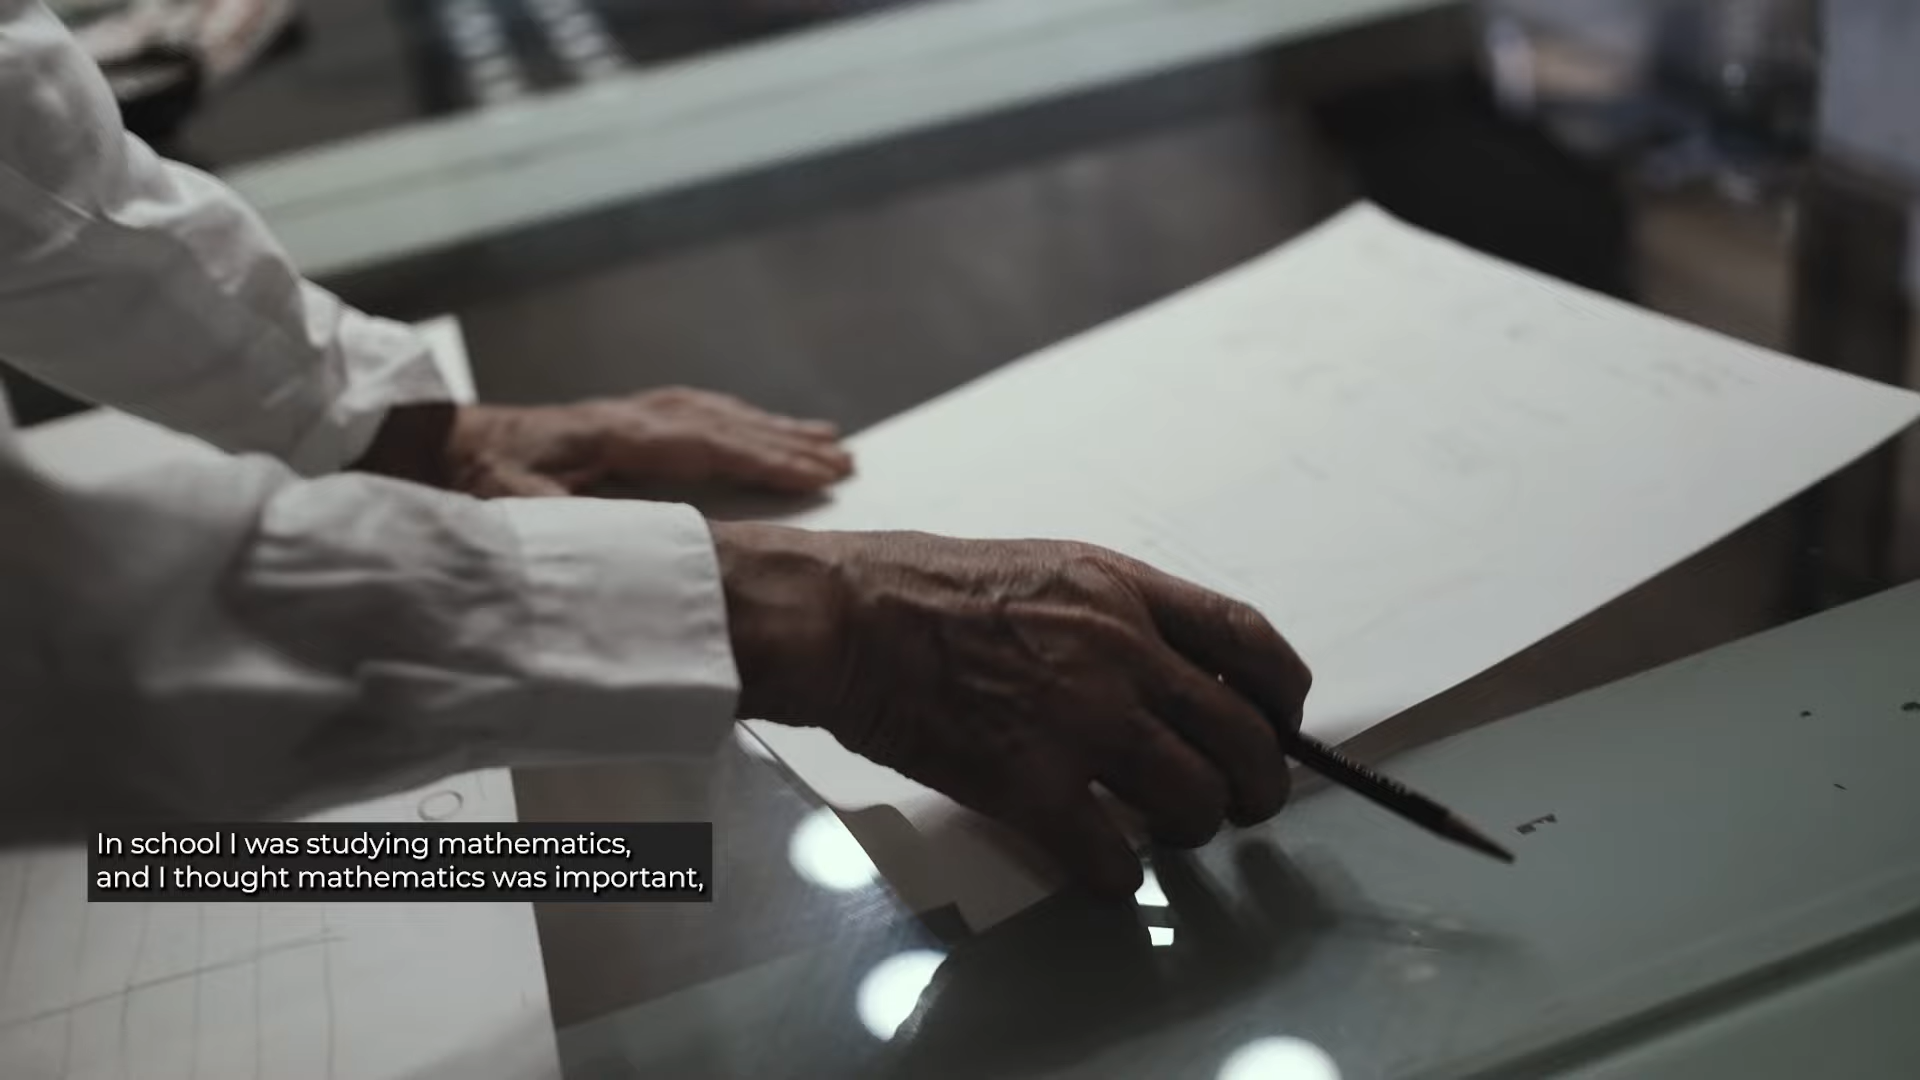 In school I was studying mathematics,
and I thought mathematics was important,